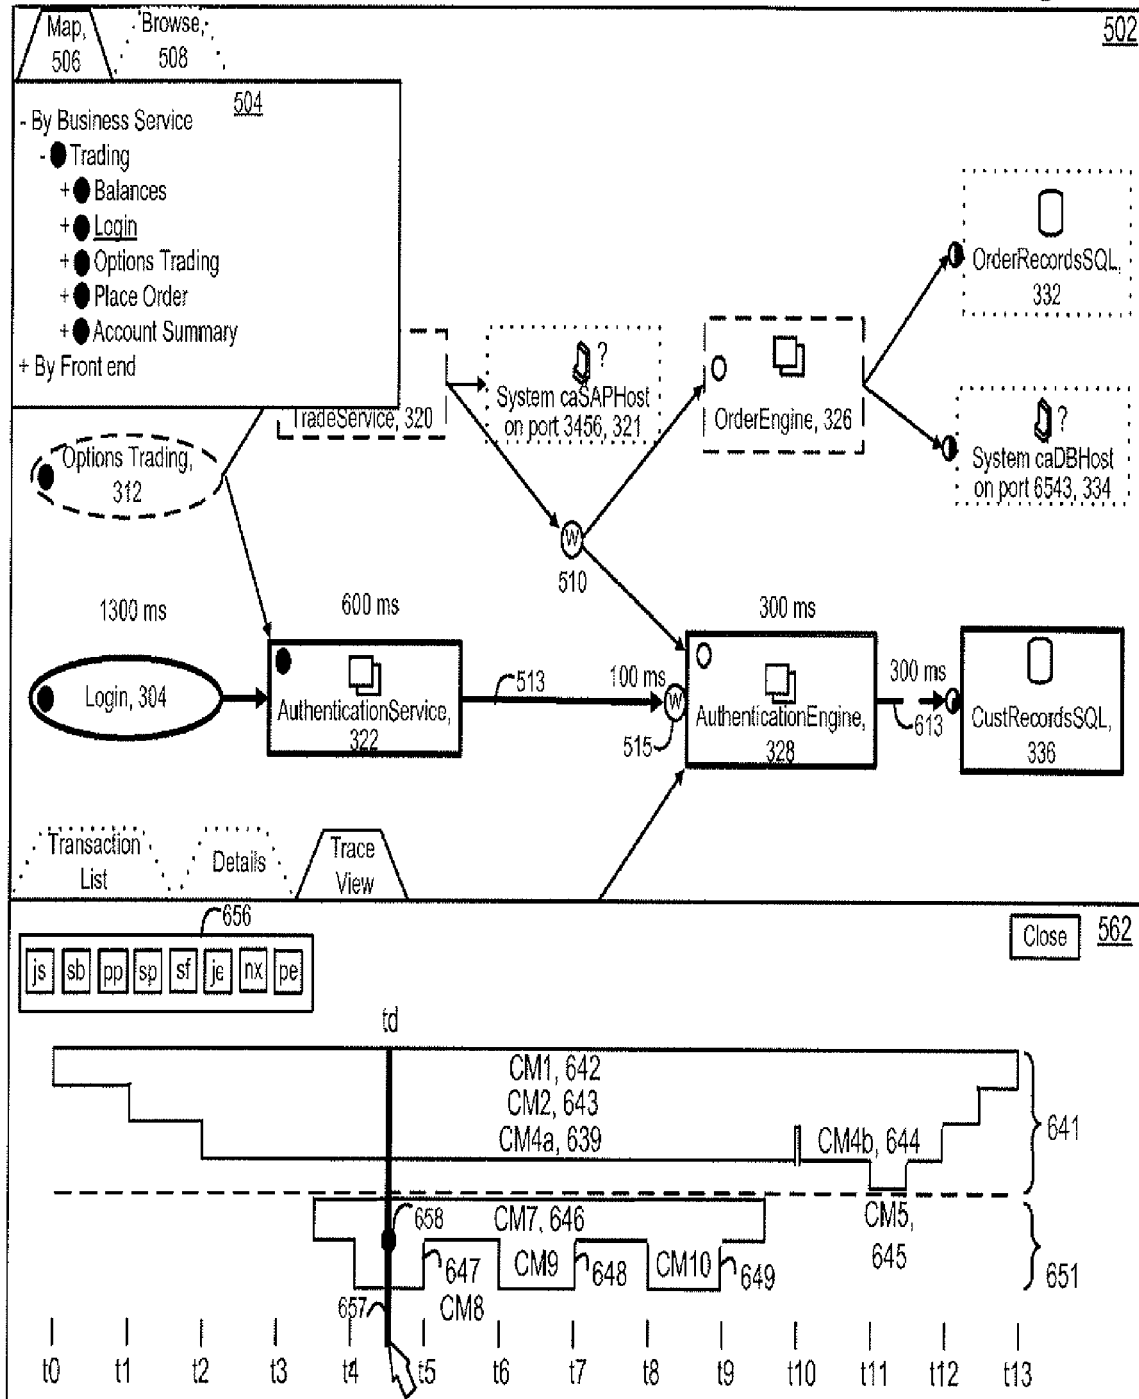 Map,
506
Browse,
508
502
504
- By Business Service
- Trading
+ Balances
+ Login
+ Options Trading
+ Place Order
+ Account Summary
+ By Front end
TradeService, 320
?
System caSAPHost
on port 3456, 321
OrderEngine, 326
OrderRecordsSQL,
332
?
System caDBHost
on port 6543, 334
Options Trading,
312
W
510
1300 ms
600 ms
300 ms
Login, 304
AuthenticationService,
322
513
100 ms
W
515
AuthenticationEngine,
328
300 ms
613
CustRecordsSQL,
336
Transaction
List
Details
Trace
View
656
js sb pp sp sf je nx pe
Close
562
td
CM1, 642
CM2, 643
CM4a, 639
CM4b, 644
641
658
CM7, 646
CM5,
645
647
CM8
CM9
648
CM10
649
651
657
t0 t1 t2 t3 t4 t5 t6 t7 t8 t9 t10 t11 t12 t13